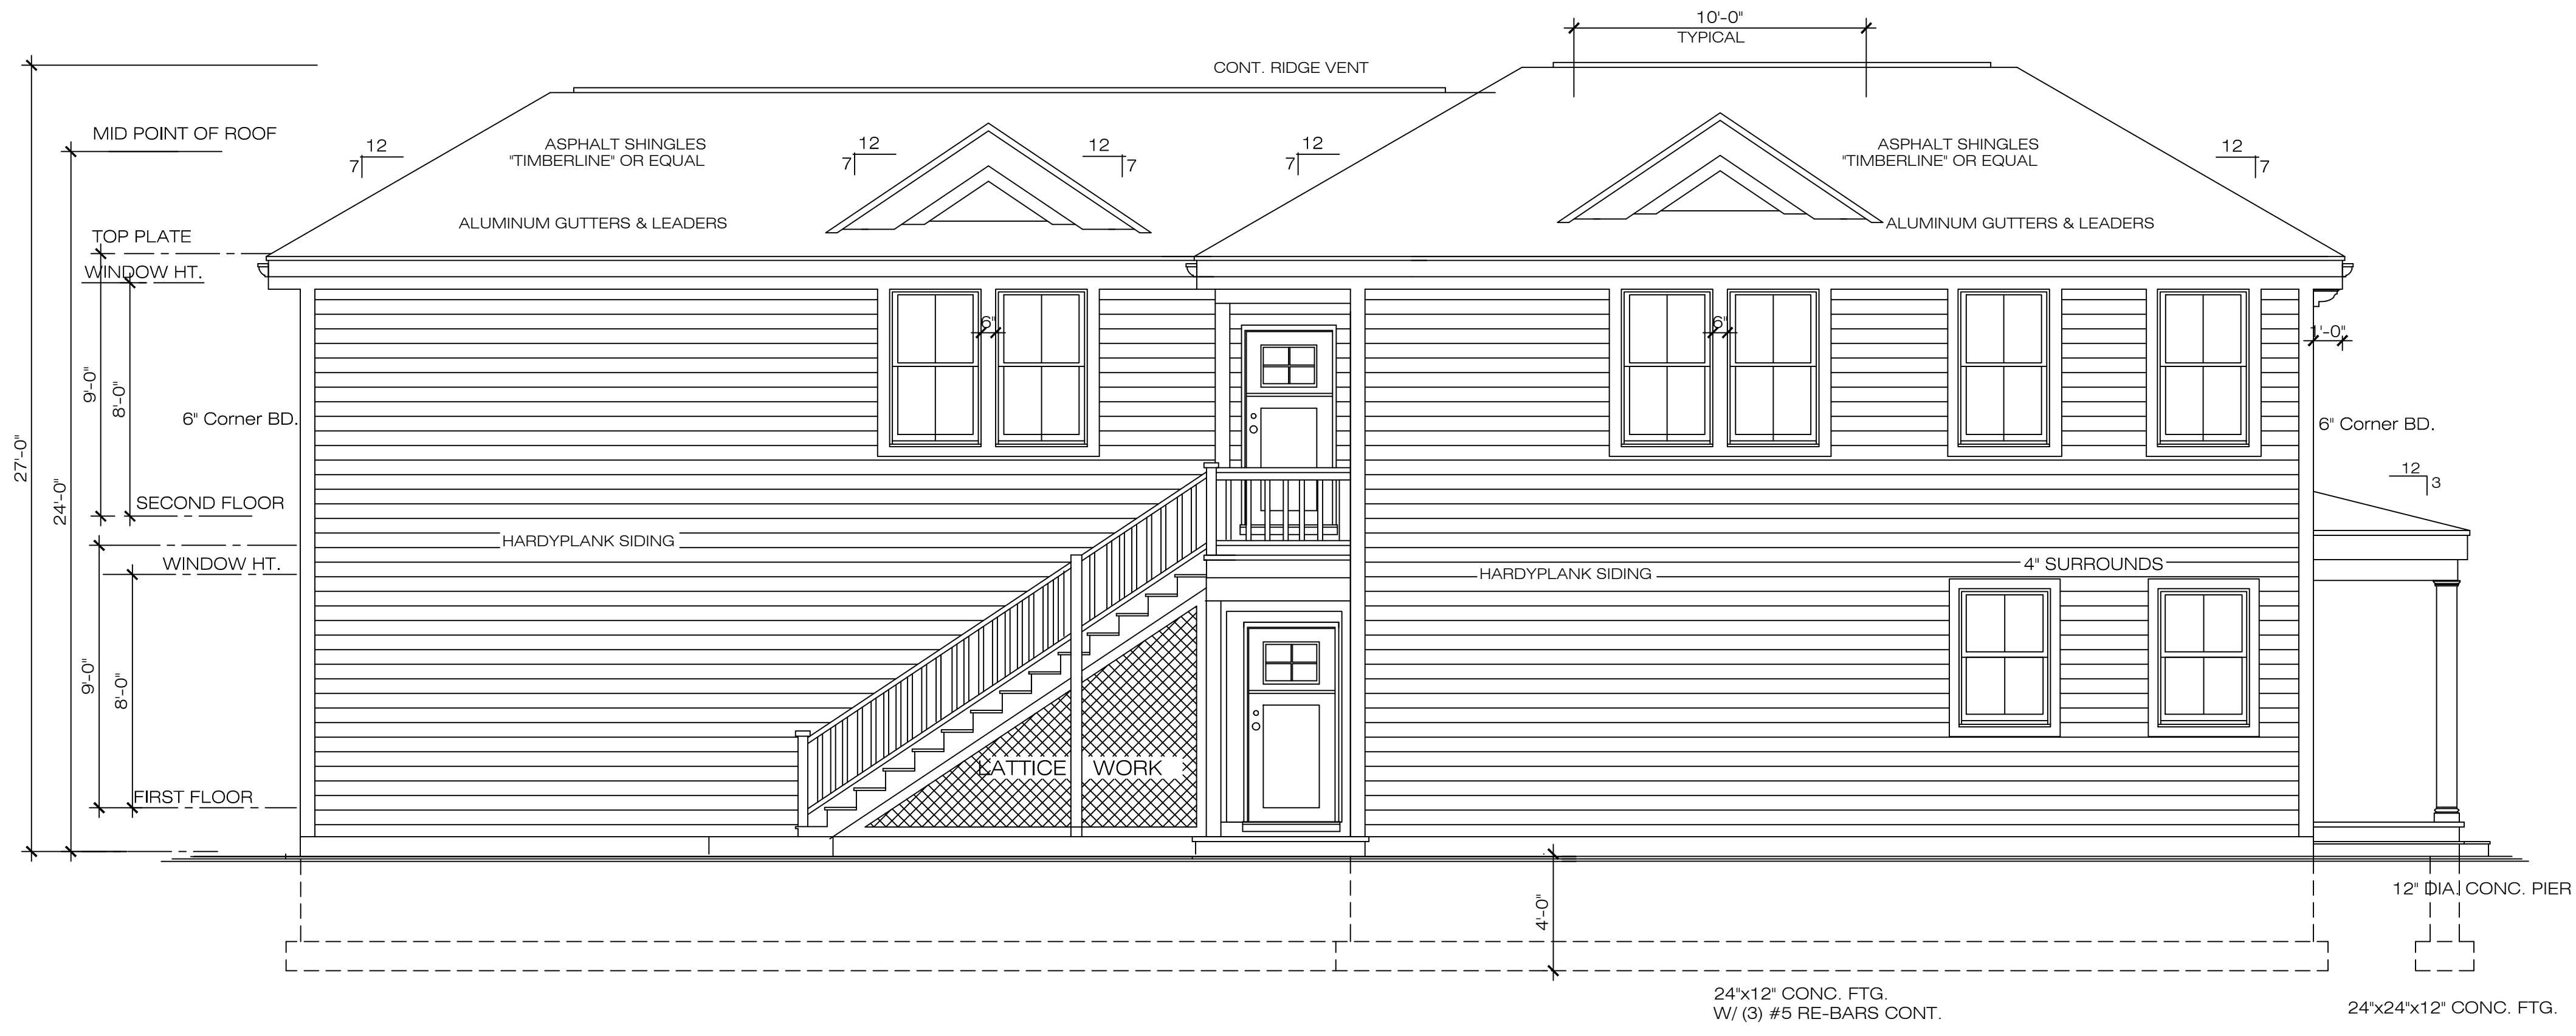 10'-0"
TYPICAL
CONT. RIDGE VENT
MID POINT OF ROOF
12
7
ASPHALT SHINGLES
"TIMBERLINE" OR EQUAL
12
7
12
7
12
7
ASPHALT SHINGLES
"TIMBERLINE" OR EQUAL
12
7
ALUMINUM GUTTERS & LEADERS
ALUMINUM GUTTERS & LEADERS
TOP PLATE
WINDOW HT.
6"
6"
1'-0"
9'-0"
8'-0"
6" Corner BD.
6" Corner BD.
27'-0"
24'-0"
12
3
SECOND FLOOR
HARDYPLANK SIDING
WINDOW HT.
HARDYPLANK SIDING
4" SURROUNDS
9'-0"
8'-0"
LATTICE WORK
FIRST FLOOR
4'-0"
12" DIA. CONC. PIER
24"x12" CONC. FTG.
W/ (3) #5 RE-BARS CONT.
24"x24"x12" CONC. FTG.